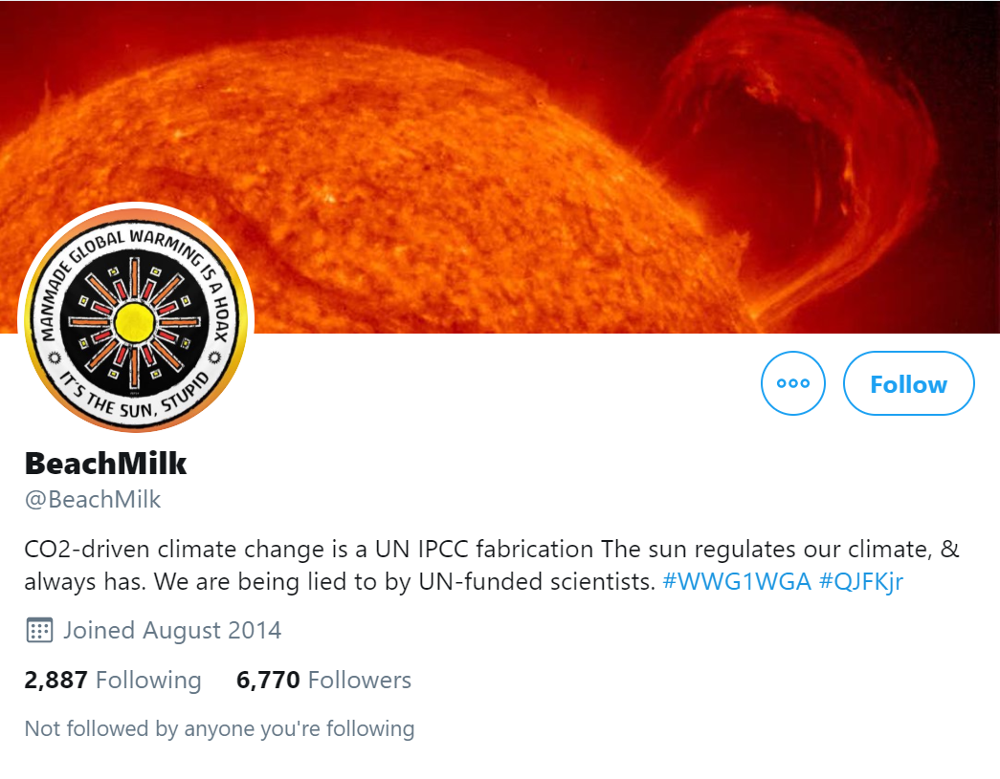 MANMADE GLOBAL WARMING IS A HOAX
IT'S THE SUN, STUPID
Follow
BeachMilk
@BeachMilk
CO2-driven climate change is a UN IPCC fabrication The sun regulates our climate, &
always has. We are being lied to by UN-funded scientists. #WWG1WGA #QJFKjr
Joined August 2014
2,887 Following 6,770 Followers
Not followed by anyone you're following